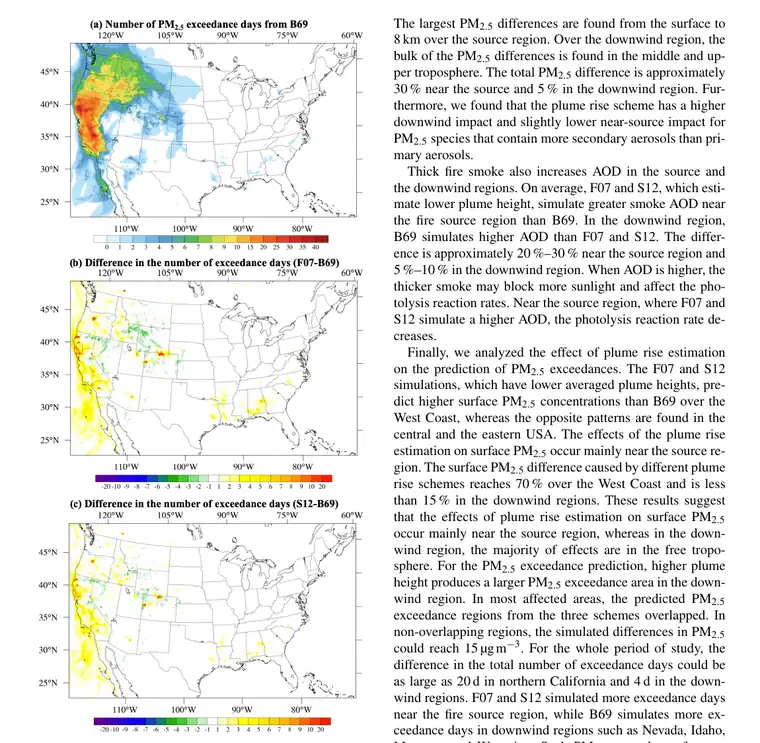 (a) Number of PM2.5 exceedance days from B69
120°W 105°W 90°W 75°W 60°W
45°N
40°N
35°N
30°N
25°N
110°W 100°W 90°W 80°W
0 1 2 3 4 5 6 7 8 9 10 15 20 25 30 35 40
(b) Difference in the number of exceedance days (F07-B69)
120°W 105°W 90°W 75°W 60°W
45°N
40°N
35°N
30°N
25°N
110°W 100°W 90°W 80°W
-20 -10 -9 -8 -7 -6 -5 -4 -3 -2 -1 1 2 3 4 5 6 7 8 9 10 20
(c) Difference in the number of exceedance days (S12-B69)
120°W 105°W 90°W 75°W 60°W
45°N
40°N
35°N
30°N
25°N
110°W 100°W 90°W 80°W
-20 -10 -9 -8 -7 -6 -5 -4 -3 -2 -1 1 2 3 4 5 6 7 8 9 10 20
The largest PM2.5 differences are found from the surface to
8 km over the source region. Over the downwind region, the
bulk of the PM2.5 differences is found in the middle and up-
per troposphere. The total PM2.5 difference is approximately
30 % near the source and 5 % in the downwind region. Fur-
thermore, we found that the plume rise scheme has a higher
downwind impact and slightly lower near-source impact for
PM2.5 species that contain more secondary aerosols than pri-
mary aerosols.
Thick fire smoke also increases AOD in the source and
the downwind regions. On average, F07 and S12, which esti-
mate lower plume height, simulate greater smoke AOD near
the fire source region than B69. In the downwind region,
B69 simulates higher AOD than F07 and S12. The differ-
ence is approximately 20 %–30 % near the source region and
5 %–10 % in the downwind region. When AOD is higher, the
thicker smoke may block more sunlight and affect the pho-
tolysis reaction rates. Near the source region, where F07 and
S12 simulate a higher AOD, the photolysis reaction rate de-
creases.
Finally, we analyzed the effect of plume rise estimation
on the prediction of PM2.5 exceedances. The F07 and S12
simulations, which have lower averaged plume heights, pre-
dict higher surface PM2.5 concentrations than B69 over the
West Coast, whereas the opposite patterns are found in the
central and the eastern USA. The effects of the plume rise
estimation on surface PM2.5 occur mainly near the source re-
gion. The surface PM2.5 difference caused by different plume
rise schemes reaches 70 % over the West Coast and is less
than 15 % in the downwind regions. These results suggest
that the effects of plume rise estimation on surface PM2.5
occur mainly near the source region, whereas in the down-
wind region, the majority of effects are in the free tropo-
sphere. For the PM2.5 exceedance prediction, higher plume
height produces a larger PM2.5 exceedance area in the down-
wind region. In most affected areas, the predicted PM2.5
exceedance regions from the three schemes overlapped. In
non-overlapping regions, the simulated differences in PM2.5
could reach 15 µg m−3. For the whole period of study, the
difference in the total number of exceedance days could be
as large as 20 d in northern California and 4 d in the down-
wind regions. F07 and S12 simulated more exceedance days
near the fire source region, while B69 simulates more ex-
ceedance days in downwind regions such as Nevada, Idaho,